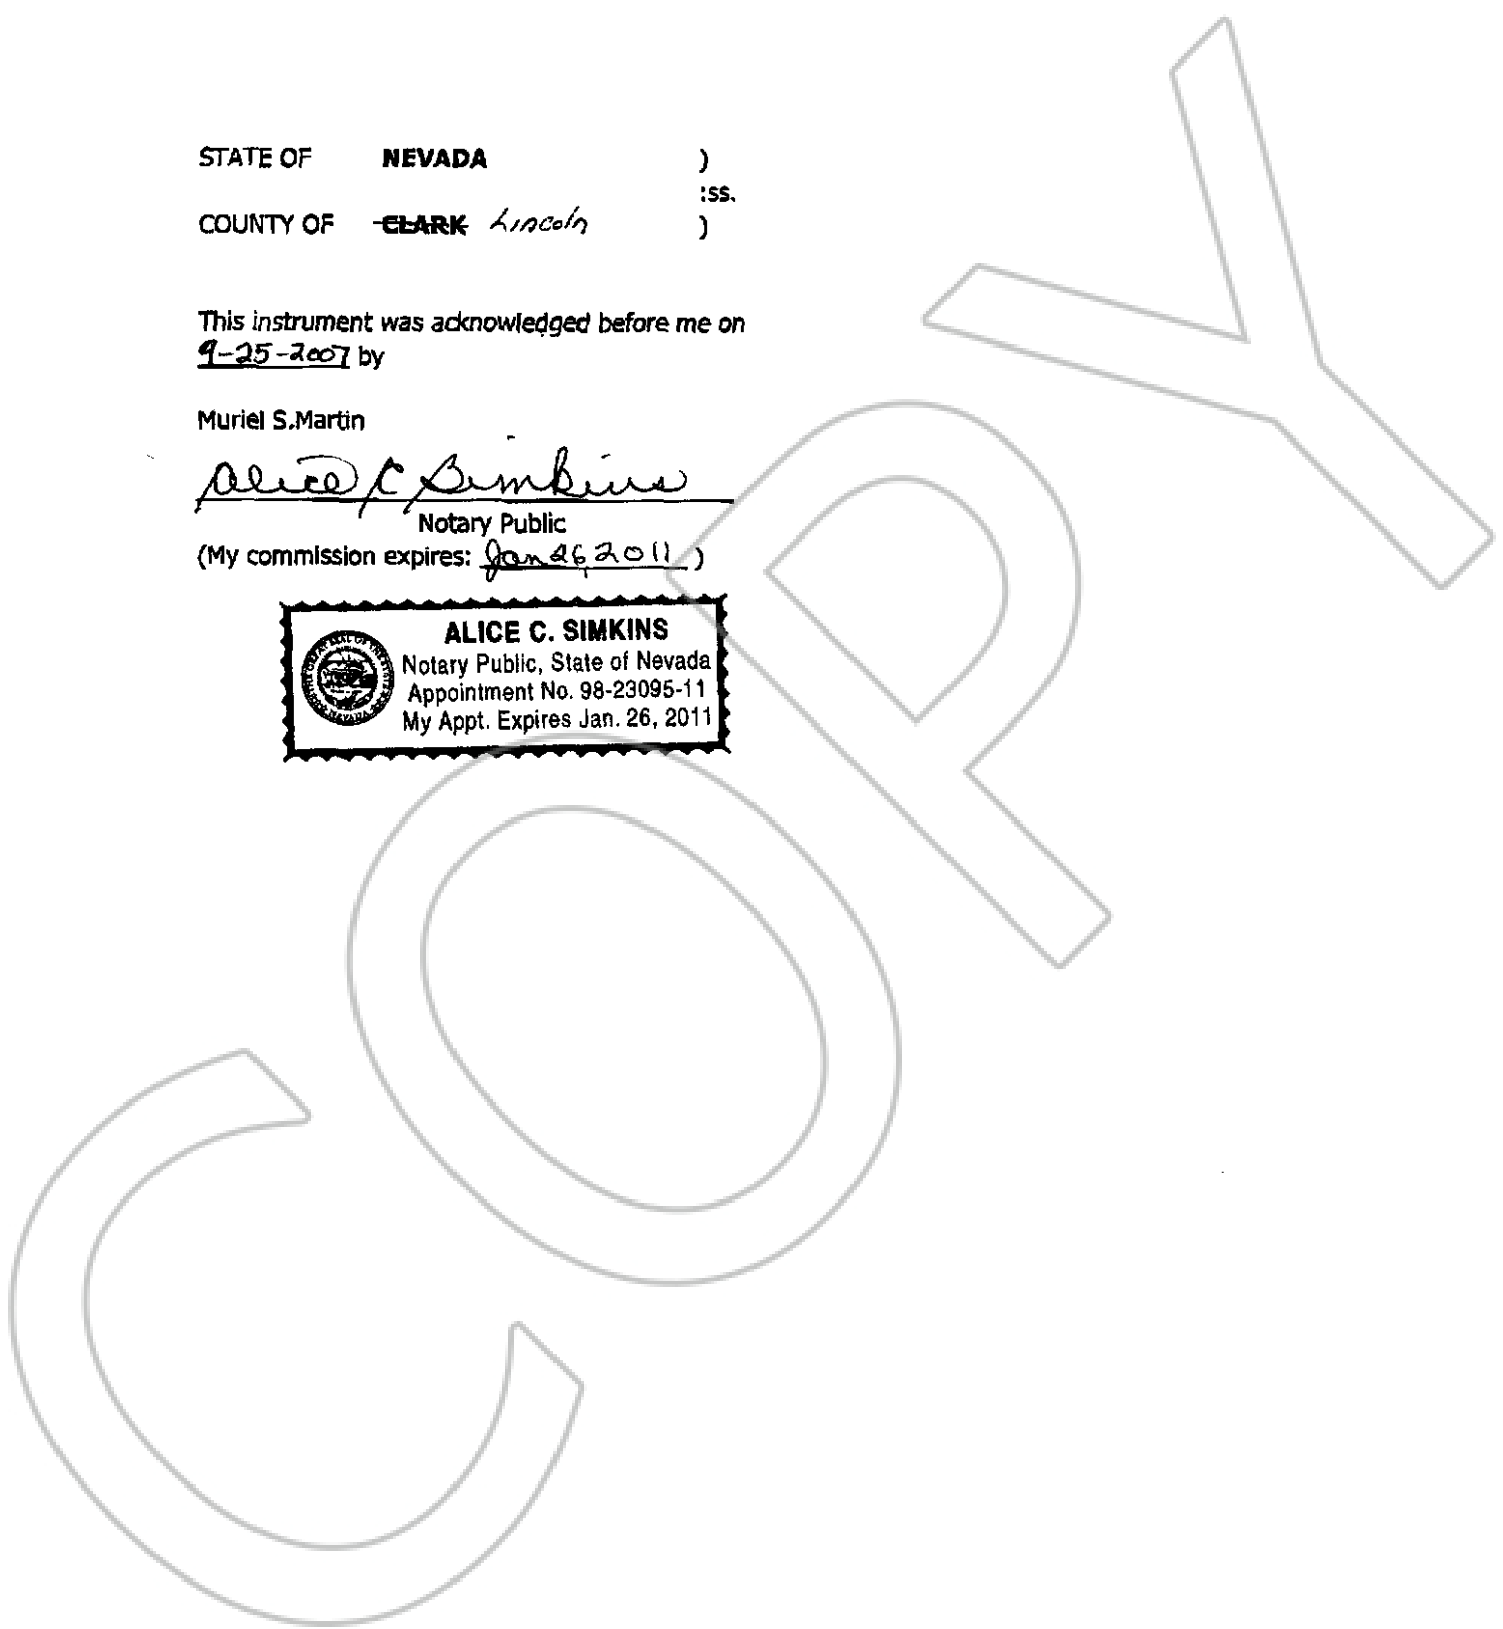 STATE OF NEVADA )
:ss.
COUNTY OF CLARK Lincoln )
This instrument was acknowledged before me on
9-25-2007 by
Muriel S.Martin
Alice C Simkins
Notary Public
(My commission expires: Jan 26, 2011 )
ALICE C. SIMKINS
Notary Public, State of Nevada
Appointment No. 98-23095-11
My Appt. Expires Jan. 26, 2011
COPY